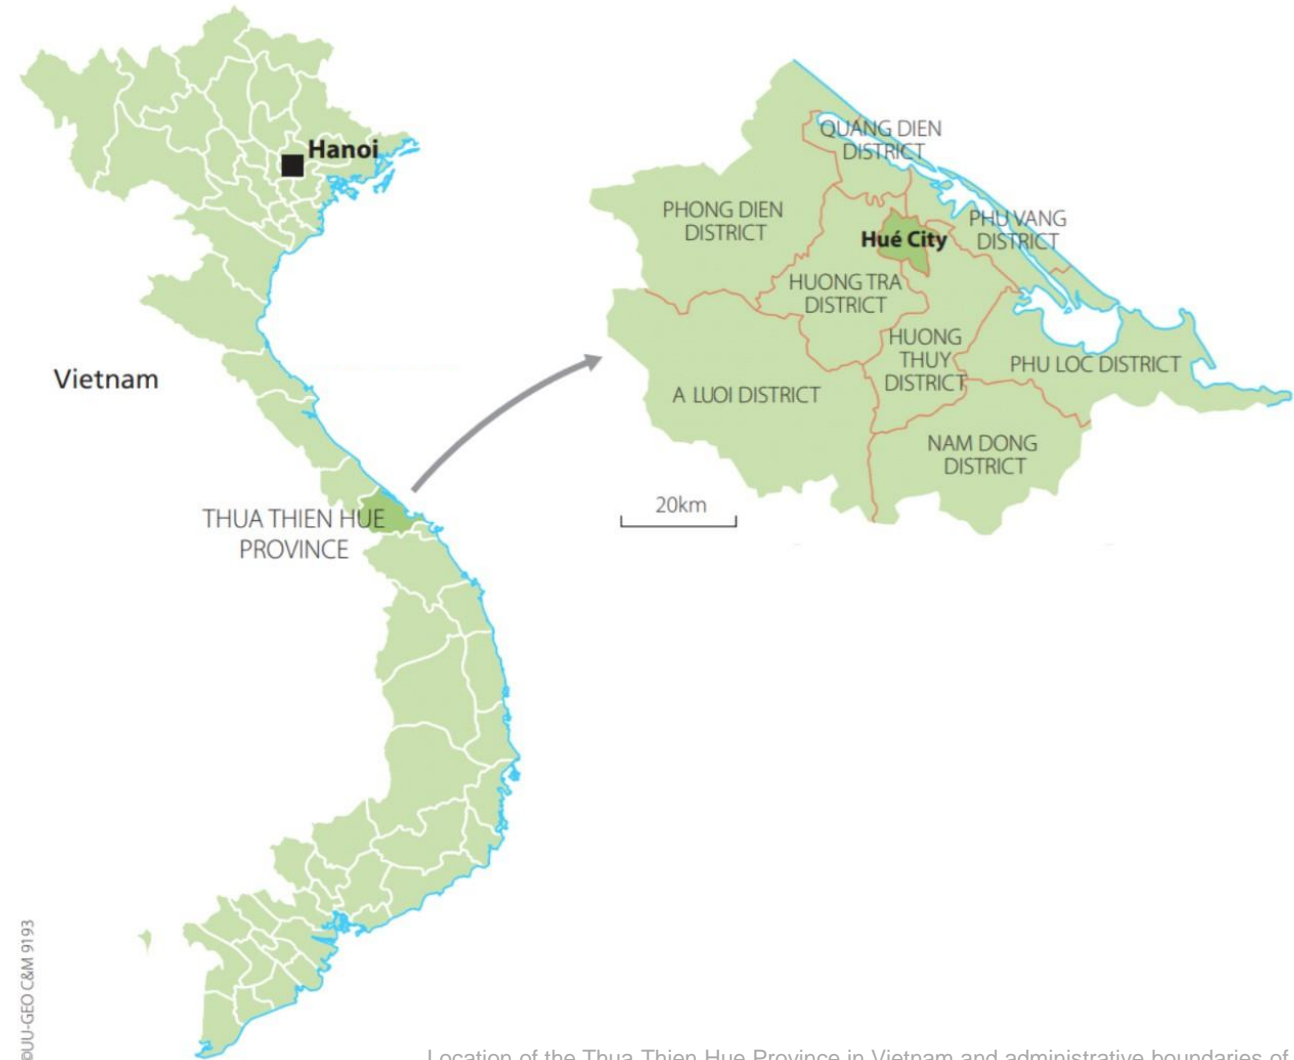 Hanoi
Vietnam
THUA THIEN HUE
PROVINCE
QUANG DIEN
DISTRICT
PHONG DIEN
DISTRICT
PHU VANG
DISTRICT
Hué City
HUONG TRA
DISTRICT
HUONG
THUY
DISTRICT
PHU LOC DISTRICT
A LUOI DISTRICT
NAM DONG
DISTRICT
20km
©UU-GEO C&M 9193
Location of the Thua Thien Hue Province in Vietnam and administrative boundaries of